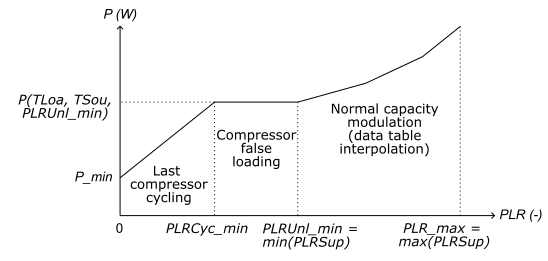 P (W)
P(TLoa, TSou,
PLRUnl_min)
Normal capacity
modulation
(data table
interpolation)
Compressor
false
loading
P_min
Last
compressor
cycling
PLR (-)
0
PLRCyc_min
PLRUnl_min =
min(PLRSup)
PLR_max =
max(PLRSup)